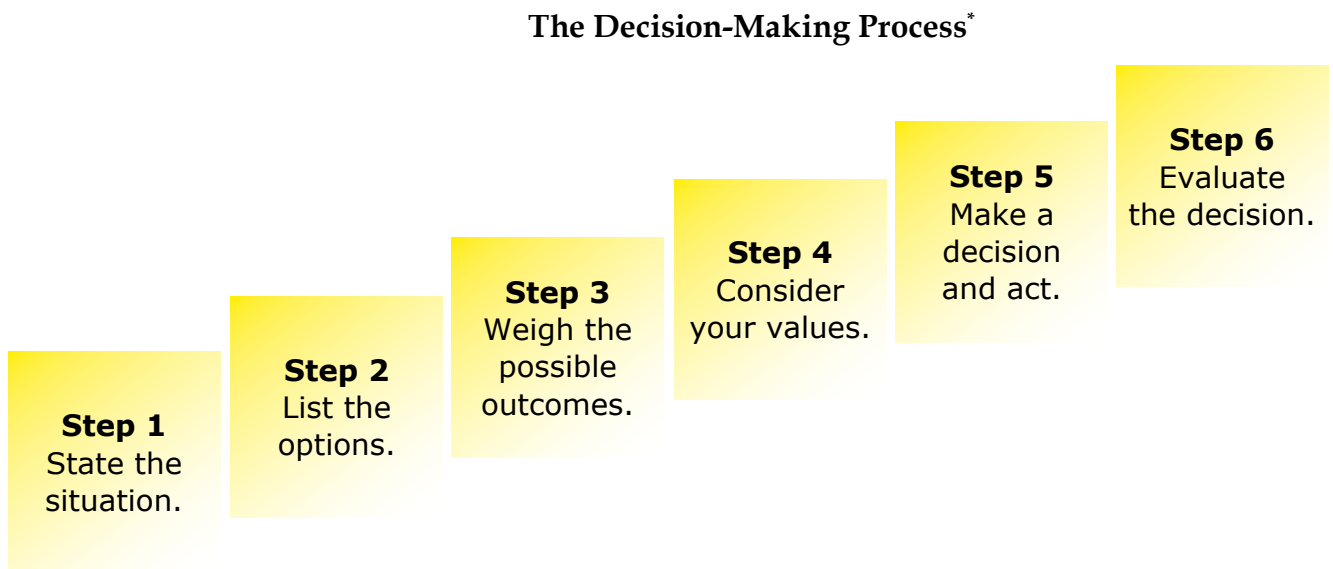 The Decision-Making Process*
Step 1
State the
situation.
Step 2
List the
options.
Step 3
Weigh the
possible
outcomes.
Step 4
Consider
your values.
Step 5
Make a
decision
and act.
Step 6
Evaluate
the decision.